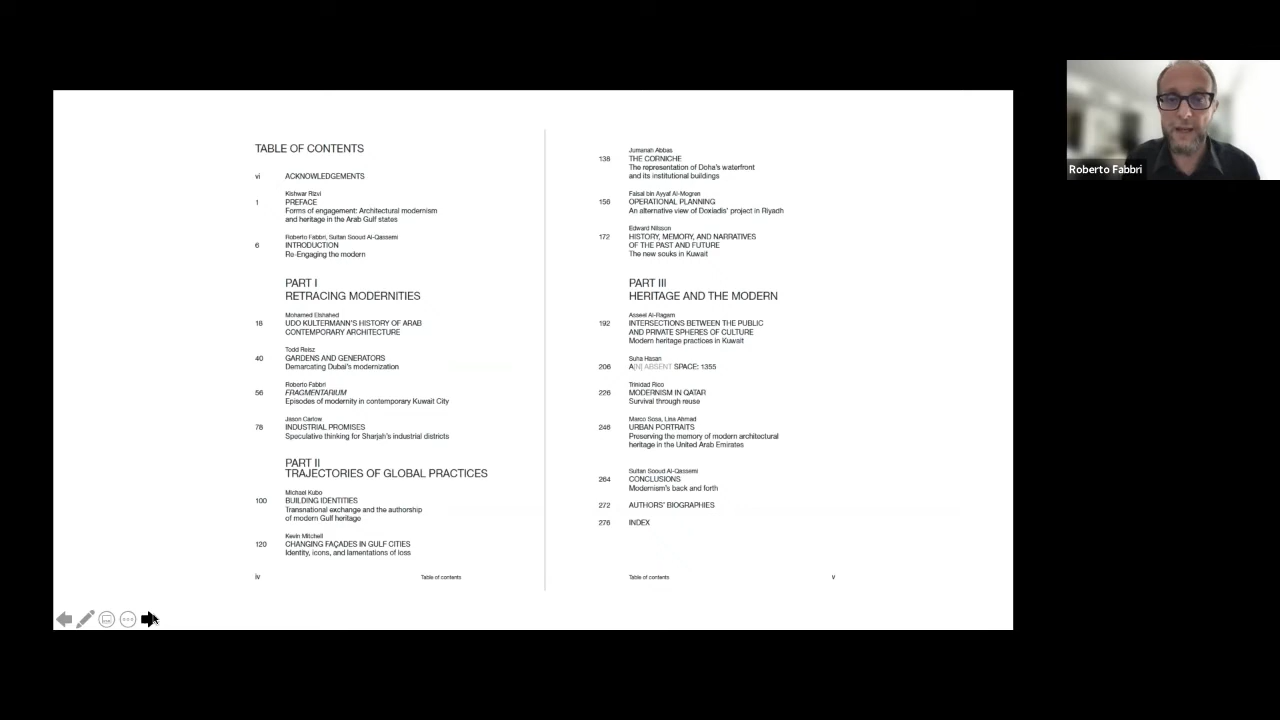 TABLE OF CONTENTS
vi ACKNOWLEDGEMENTS
Kishwar Rizvi
1 PREFACE
Forms of engagement: Architectural modernism
and heritage in the Arab Gulf states
Roberto Fabbri, Sultan Sooud Al-Qassemi
6 INTRODUCTION
Re-Engaging the modern
PART I
RETRACING MODERNITIES
Mohamed Elshahed
18 UDO KULTERMANN'S HISTORY OF ARAB
CONTEMPORARY ARCHITECTURE
Todd Reisz
40 GARDENS AND GENERATORS
Demarcating Dubai's modernization
Roberto Fabbri
56 FRAGMENTARIUM
Episodes of modernity in contemporary Kuwait City
Jason Carlow
78 INDUSTRIAL PROMISES
Speculative thinking for Sharjah's industrial districts
PART II
TRAJECTORIES OF GLOBAL PRACTICES
Michael Kubo
100 BUILDING IDENTITIES
Transnational exchange and the authorship
of modern Gulf heritage
Kevin Mitchell
120 CHANGING FAÇADES IN GULF CITIES
Identity, icons, and lamentations of loss
iv Table of contents
Jumanah Abbas
138 THE CORNICHE
The representation of Doha's waterfront
and its institutional buildings
Faisal bin Ayyaf Al-Mogren
156 OPERATIONAL PLANNING
An alternative view of Doxiadis' project in Riyadh
Edward Nilsson
172 HISTORY, MEMORY, AND NARRATIVES
OF THE PAST AND FUTURE
The new souks in Kuwait
PART III
HERITAGE AND THE MODERN
Asseel Al-Ragam
192 INTERSECTIONS BETWEEN THE PUBLIC
AND PRIVATE SPHERES OF CULTURE
Modern heritage practices in Kuwait
Suha Hasan
206 A[N] ABSENT SPACE: 1355
Trinidad Rico
226 MODERNISM IN QATAR
Survival through reuse
Marco Sosa, Lina Ahmad
246 URBAN PORTRAITS
Preserving the memory of modern architectural
heritage in the United Arab Emirates
Sultan Sooud Al-Qassemi
264 CONCLUSIONS
Modernism's back and forth
272 AUTHORS' BIOGRAPHIES
276 INDEX
Table of contents v
Roberto Fabbri